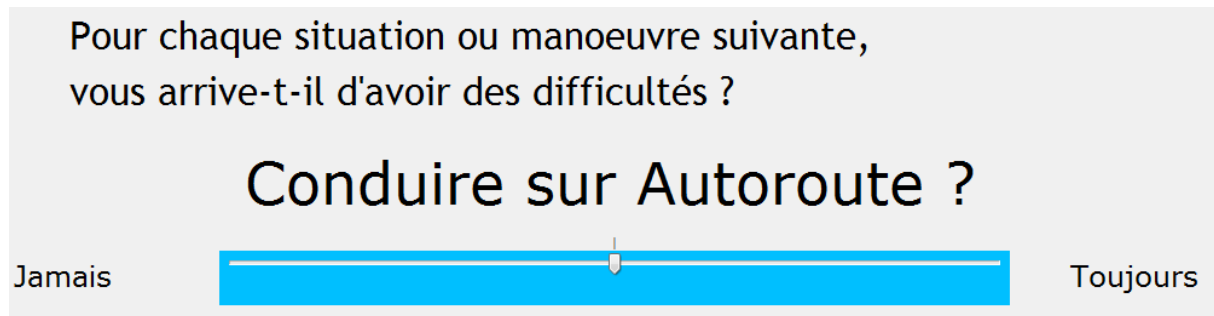 Pour chaque situation ou manoeuvre suivante,
vous arrive-t-il d'avoir des difficultés ?
Conduire sur Autoroute ?
Jamais Toujours